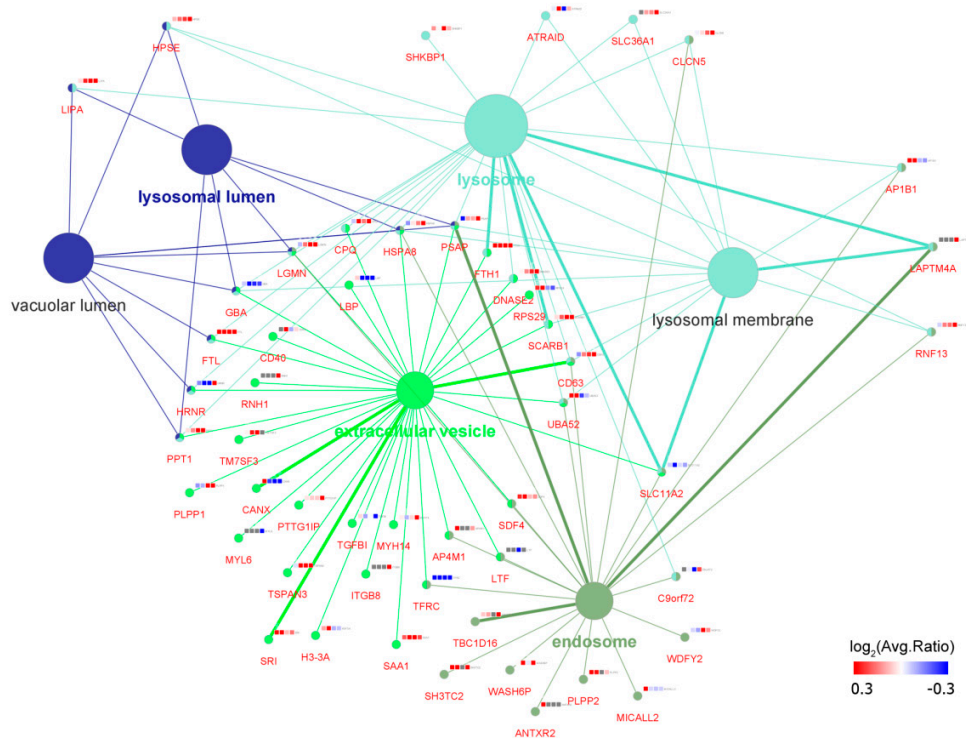 HPSE
SHKBP1
ATRAID
SLC36A1
CLCN5
LIPA
lysosomal lumen
lysosome
AP1B1
vacuolar lumen
LGMN
CPQ
HSPA8
PSAP
FTH1
LAPTM4A
GBA
LBP
DNASE2
RPS29
lysosomal membrane
FTL
CD40
SCARB1
RNF13
HRNR
RNH1
CD63
PPT1
TM7SF3
extracellular vesicle
UBA52
PLPP1
CANX
SLC11A2
PTTG1IP
SDF4
MYL6
TGFBI
MYH14
AP4M1
LTF
TSPAN3
ITGB8
TFRC
C9orf72
SRI
H3-3A
SAA1
TBC1D16
endosome
WDFY2
SH3TC2
WASH6P
PLPP2
MICALL2
ANTXR2
log2(Avg.Ratio)
0.3 -0.3